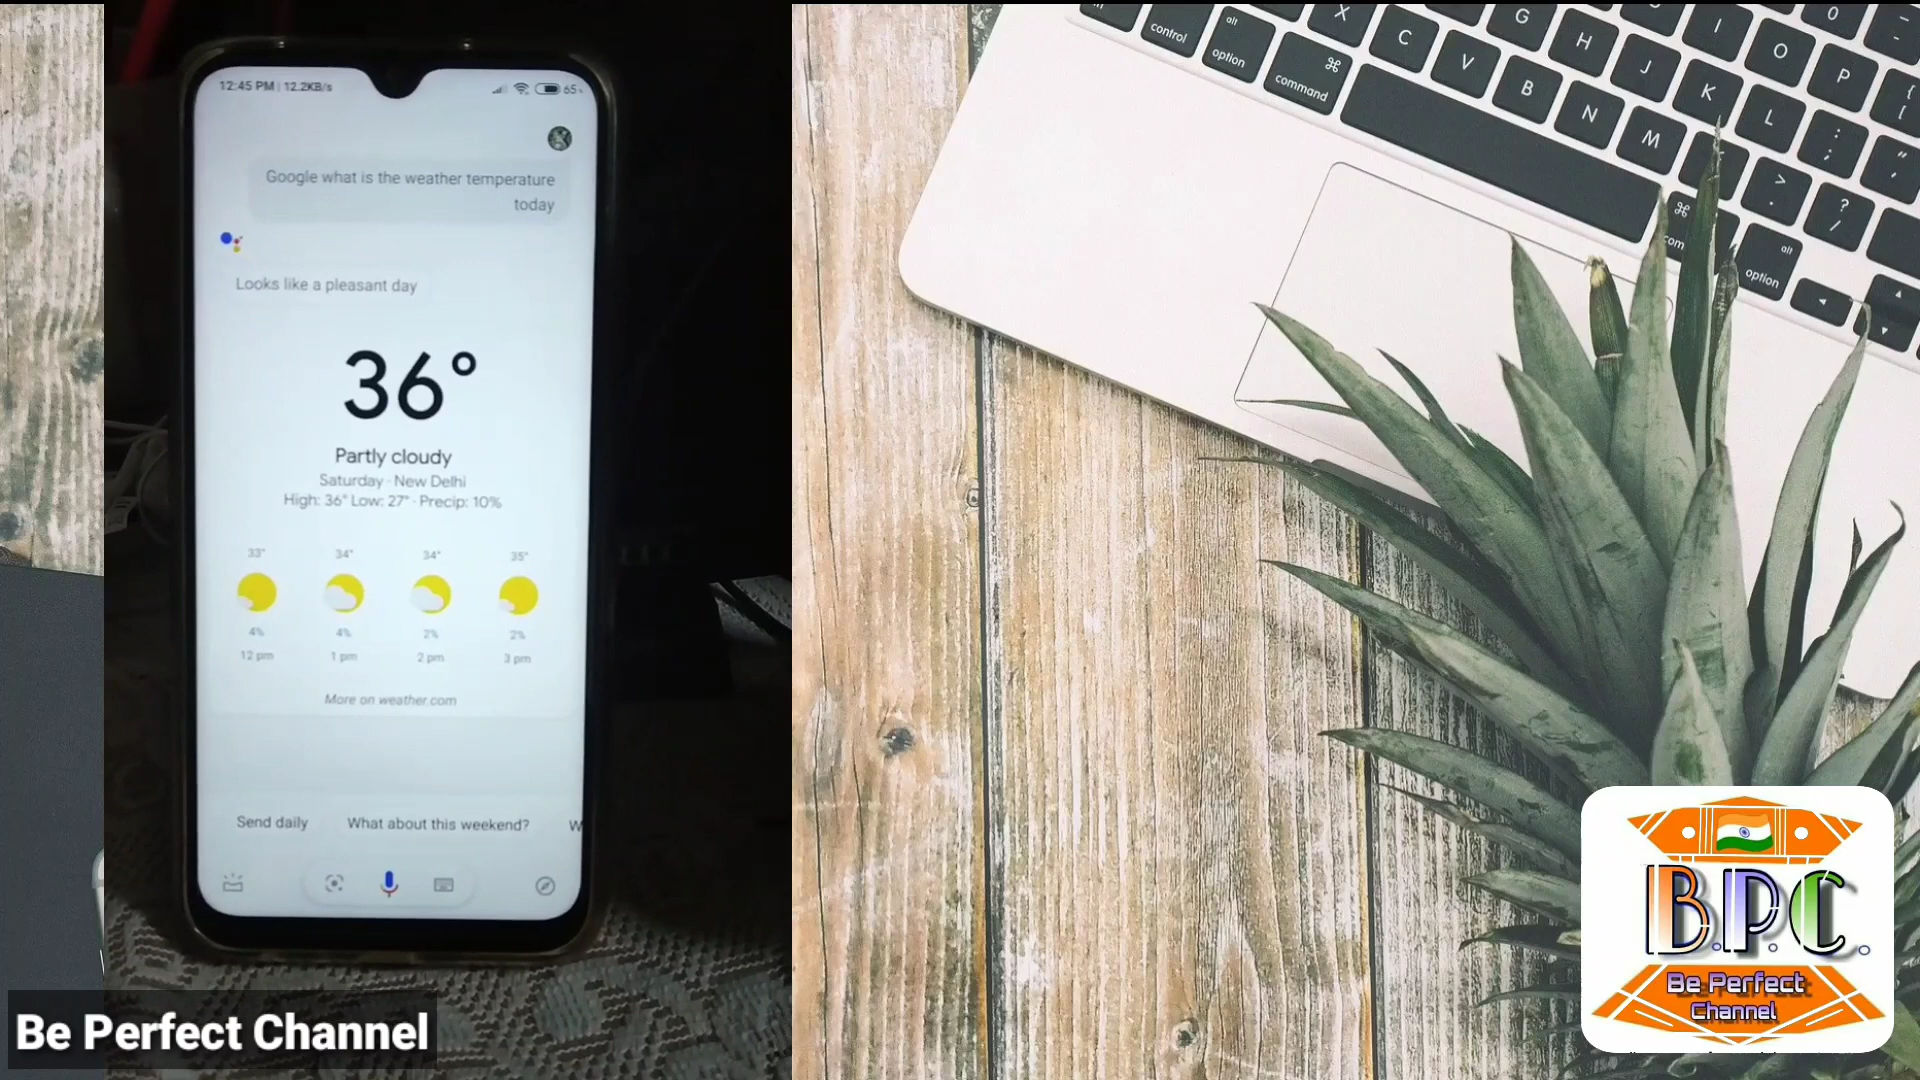 12:45 PM | 12.2KB/s
65
Google what is the weather temperature
today
Looks like a pleasant day
36°
Partly cloudy
Saturday · New Delhi
High: 36° Low: 27° · Precip: 10%
33° 34° 34° 35°
4% 4% 2% 2%
12 pm 1 pm 2 pm 3 pm
More on weather.com
Send daily What about this weekend? W
Be Perfect Channel
control
alt
option
⌘
command
X C V B N M
G H J K L
I O P
0 -
{
[
:
;
"
,
>
.
?
/
⌘
com
alt
option
B.P.C.
Be Perfect
Channel